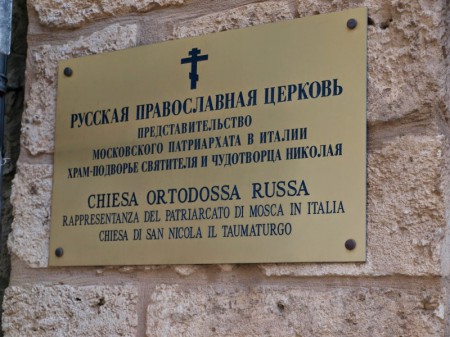 РУССКАЯ ПРАВОСЛАВНАЯ ЦЕРКОВЬ
ПРЕДСТАВИТЕЛЬСТВО
МОСКОВСКОГО ПАТРИАРХАТА В ИТАЛИИ
ХРАМ-ПОДВОРЬЕ СВЯТИТЕЛЯ И ЧУДОТВОРЦА НИКОЛАЯ
CHIESA ORTODOSSA RUSSA
RAPPRESENTANZA DEL PATRIARCATO DI MOSCA IN ITALIA
CHIESA DI SAN NICOLA IL TAUMATURGO